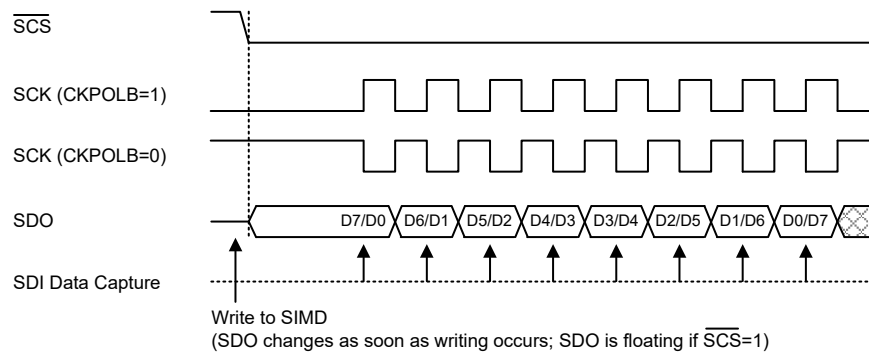 SCS
SCK (CKPOLB=1)
SCK (CKPOLB=0)
SDO
D7/D0 D6/D1 D5/D2 D4/D3 D3/D4 D2/D5 D1/D6 D0/D7
SDI Data Capture
Write to SIMD
(SDO changes as soon as writing occurs; SDO is floating if SCS=1)